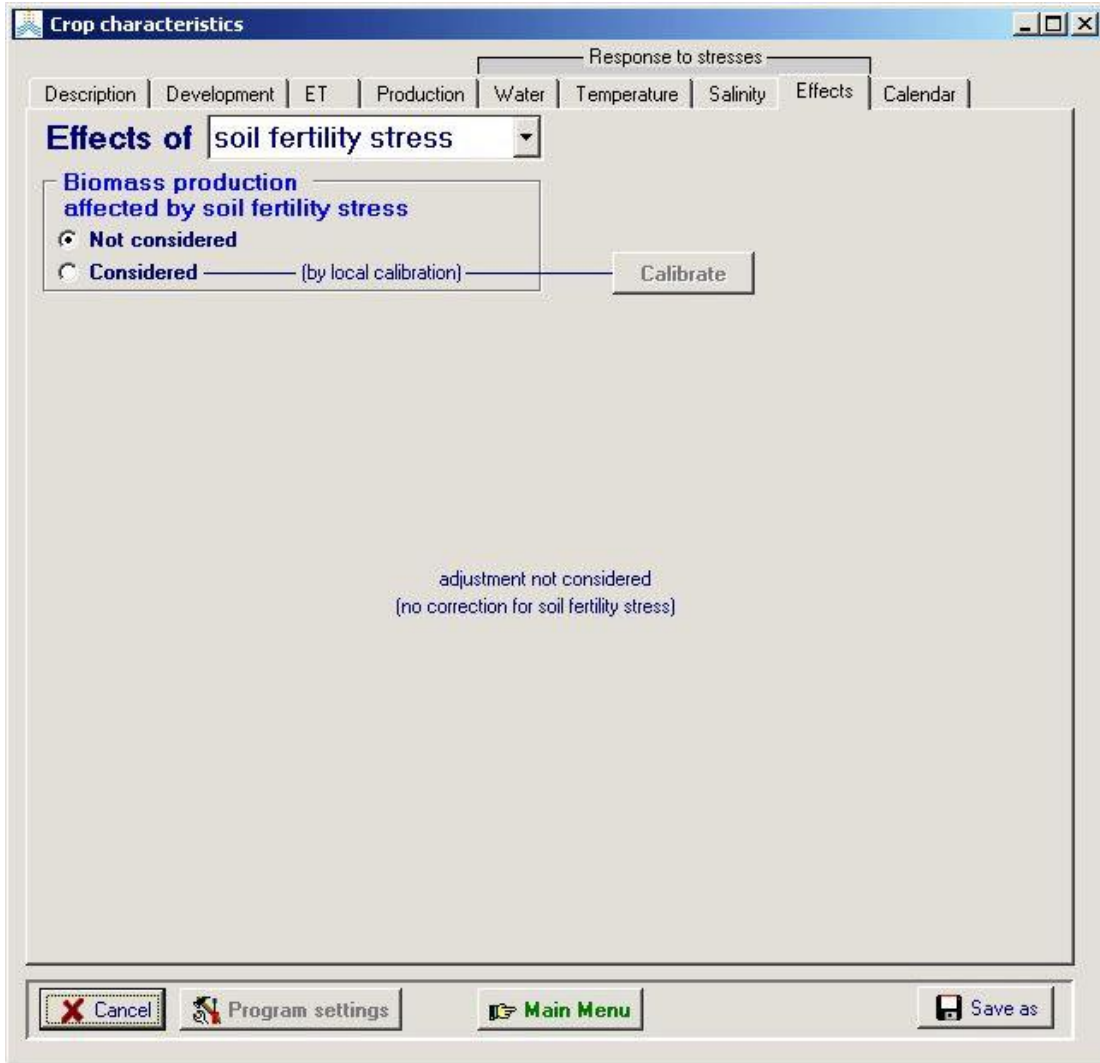 Crop characteristics
Response to stresses
Description Development ET Production Water Temperature Salinity Effects Calendar
Effects of soil fertility stress
Biomass production
affected by soil fertility stress
Not considered
Considered (by local calibration) Calibrate
adjustment not considered
(no correction for soil fertility stress)
Cancel Program settings Main Menu Save as